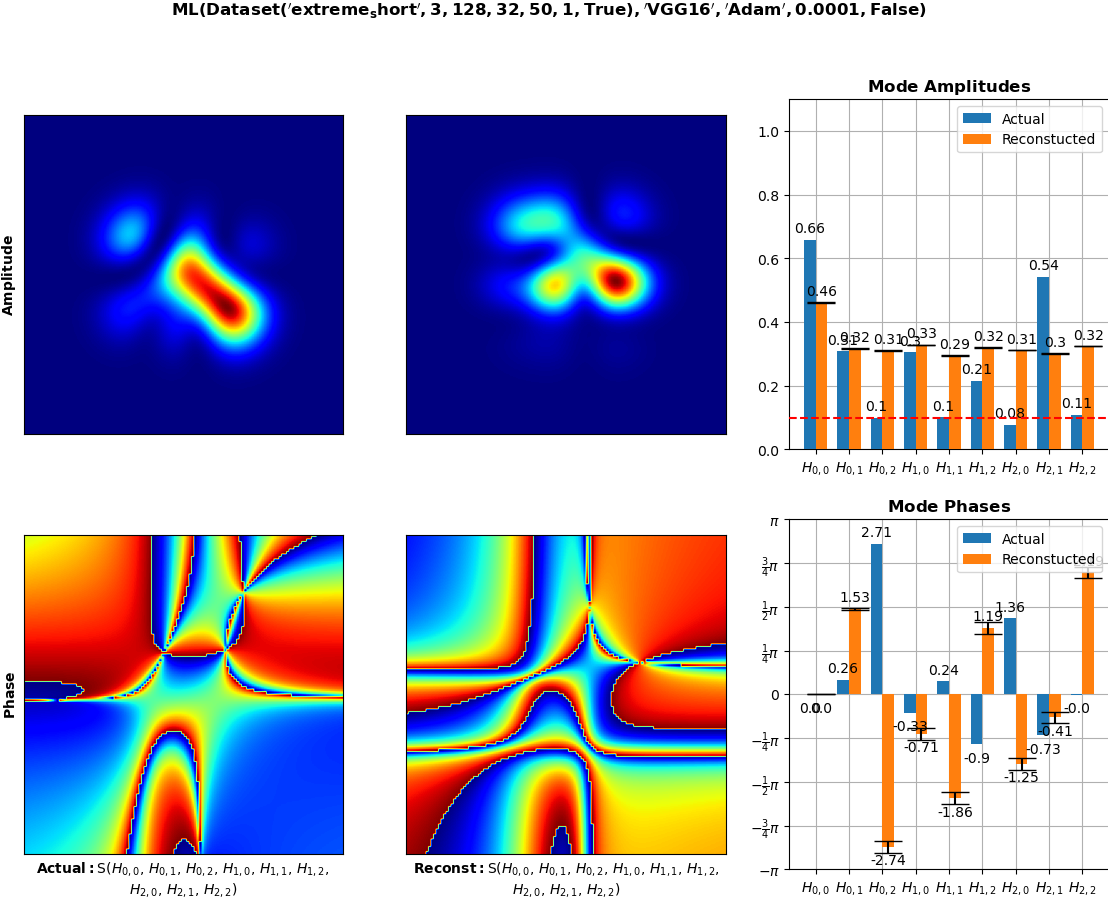 ML(Dataset('extreme_short', 3, 128, 32, 50, 1, True), 'VGG16', 'Adam', 0.0001, False)
Amplitude
Mode Amplitudes
Actual
Reconstucted
1.0
0.8
0.6
0.4
0.2
0.0
0.66
0.46
0.31
0.32
0.1
0.31
0.3
0.33
0.1
0.29
0.21
0.32
0.08
0.31
0.54
0.3
0.11
0.32
H0,0 H0,1 H0,2 H1,0 H1,1 H1,2 H2,0 H2,1 H2,2
Phase
Mode Phases
Actual
Reconstucted
π
3/4π
1/2π
1/4π
0
−1/4π
−1/2π
−3/4π
−π
0.0
0.0
0.26
1.53
2.71
-2.74
-0.33
-0.71
0.24
-1.86
-0.9
1.19
1.36
-1.25
-0.73
-0.41
-0.0
H0,0 H0,1 H0,2 H1,0 H1,1 H1,2 H2,0 H2,1 H2,2
Actual: S(H0,0, H0,1, H0,2, H1,0, H1,1, H1,2,
H2,0, H2,1, H2,2)
Reconst: S(H0,0, H0,1, H0,2, H1,0, H1,1, H1,2,
H2,0, H2,1, H2,2)